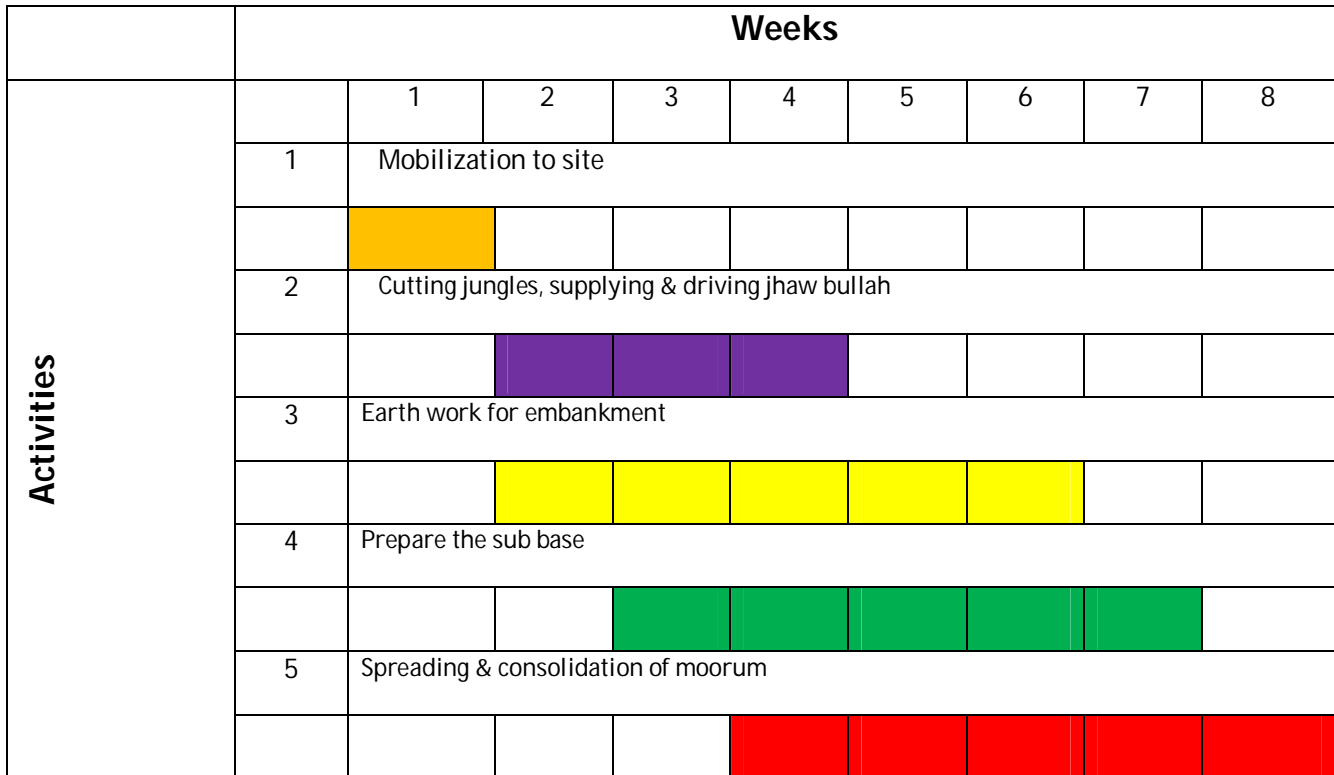 Weeks
Activities
1 2 3 4 5 6 7 8
1 Mobilization to site
2 Cutting jungles, supplying & driving jhaw bullah
3 Earth work for embankment
4 Prepare the sub base
5 Spreading & consolidation of moorum